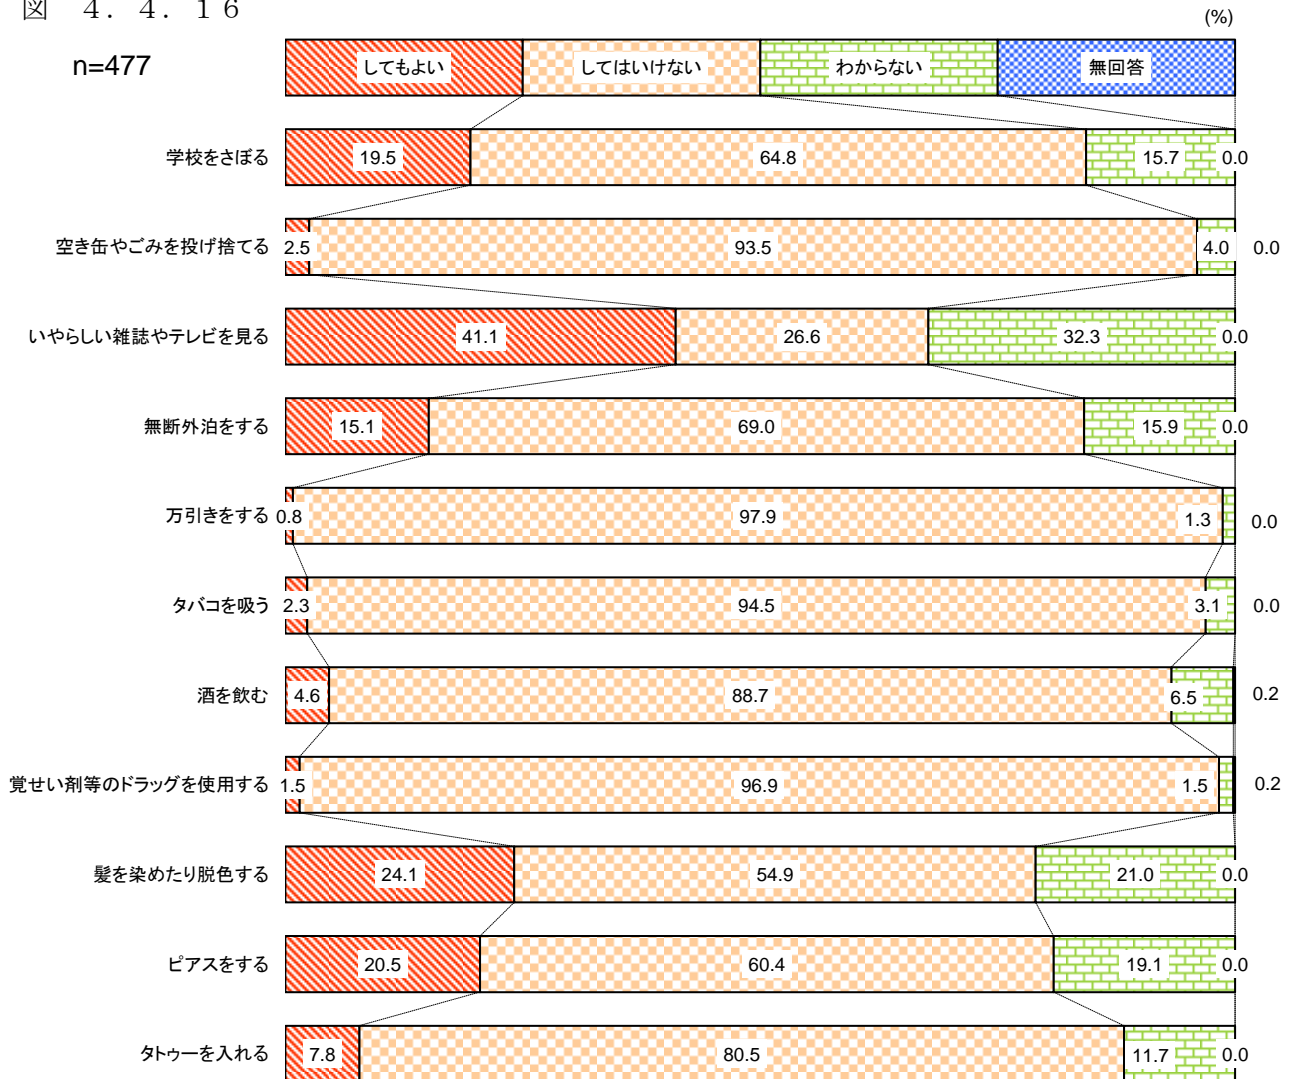 図 ４．４．１６
(%)
n=477
してもよい してはいけない わからない 無回答
学校をさぼる 19.5 64.8 15.7 0.0
空き缶やごみを投げ捨てる 2.5 93.5 4.0 0.0
いやらしい雑誌やテレビを見る 41.1 26.6 32.3 0.0
無断外泊をする 15.1 69.0 15.9 0.0
万引きをする 0.8 97.9 1.3 0.0
タバコを吸う 2.3 94.5 3.1 0.0
酒を飲む 4.6 88.7 6.5 0.2
覚せい剤等のドラッグを使用する 1.5 96.9 1.5 0.2
髪を染めたり脱色する 24.1 54.9 21.0 0.0
ピアスをする 20.5 60.4 19.1 0.0
タトゥーを入れる 7.8 80.5 11.7 0.0